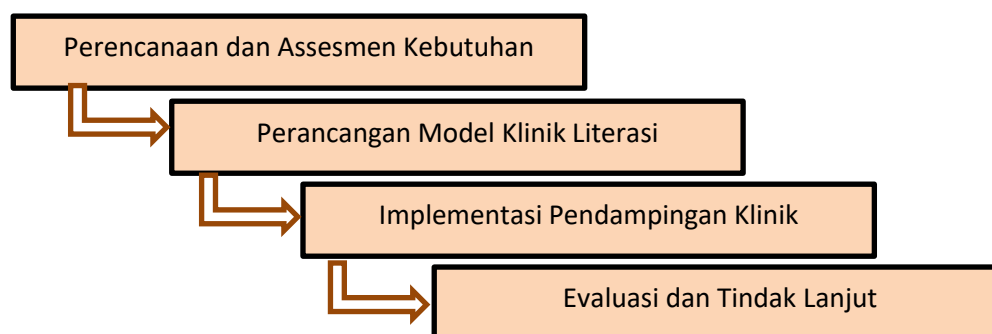 Perencanaan dan Assesmen Kebutuhan
Perancangan Model Klinik Literasi
Implementasi Pendampingan Klinik
Evaluasi dan Tindak Lanjut